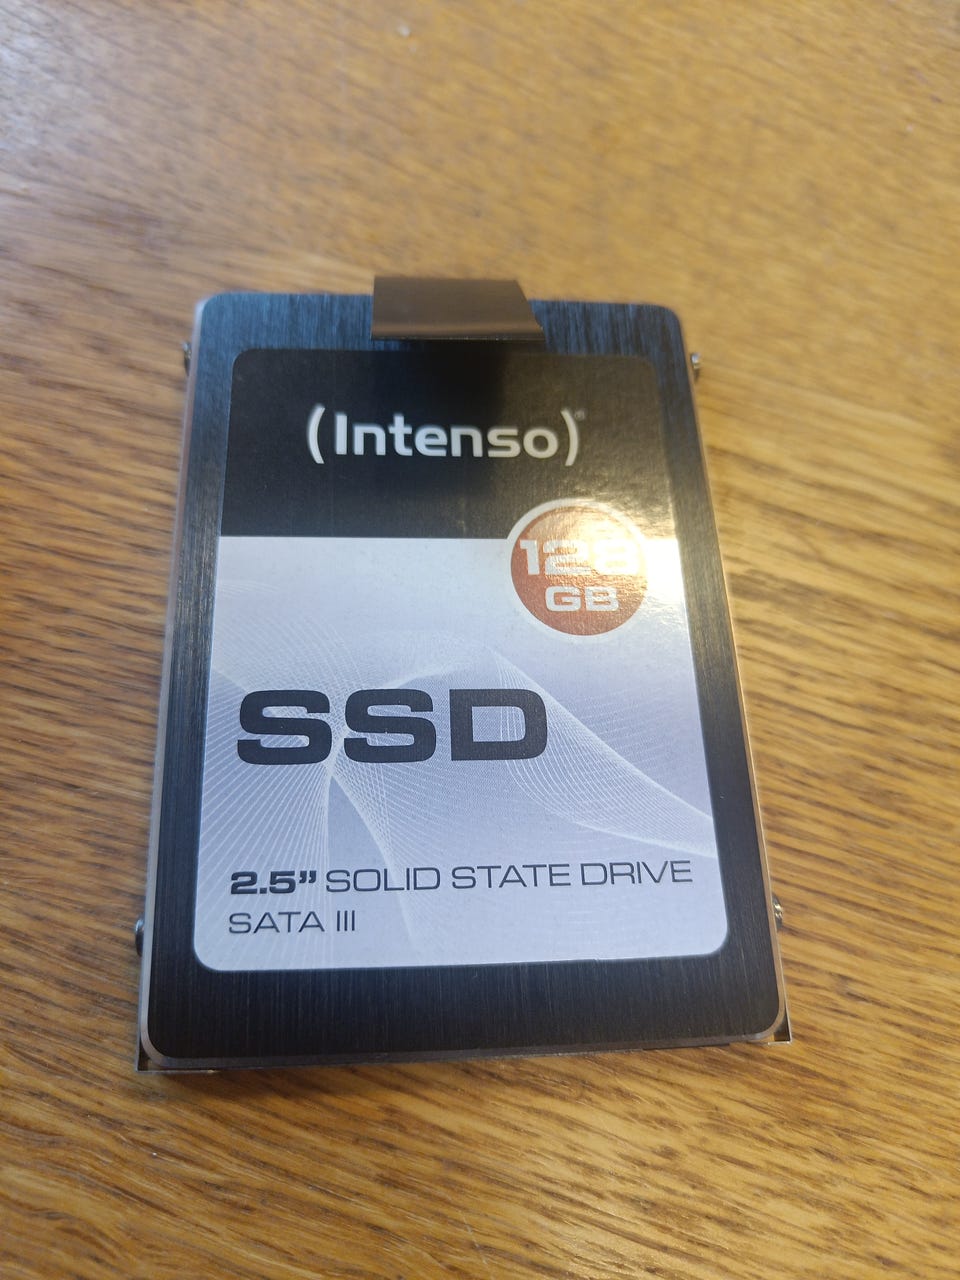 (Intenso)®
128
GB
SSD
2.5” SOLID STATE DRIVE
SATA III